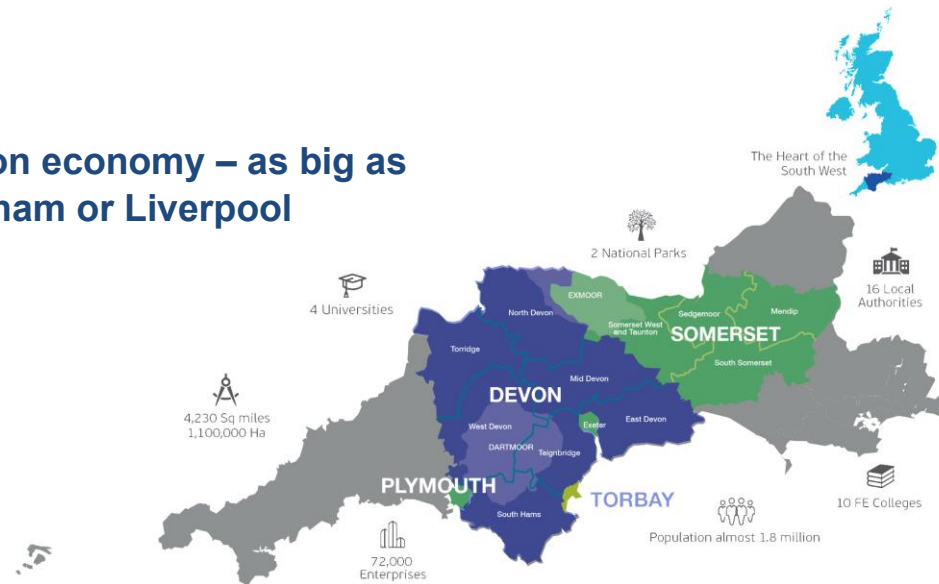 on economy – as big as
ham or Liverpool
The Heart of the
South West
2 National Parks
4 Universities
16 Local
Authorities
EXMOOR
North Devon
Sedgemoor
Mendip
Somerset West
and Taunton
SOMERSET
Torridge
South Somerset
Mid Devon
DEVON
4,230 Sq miles
1,100,000 Ha
West Devon
Exeter
East Devon
DARTMOOR
Teignbridge
PLYMOUTH
TORBAY
10 FE Colleges
South Hams
Population almost 1.8 million
72,000
Enterprises